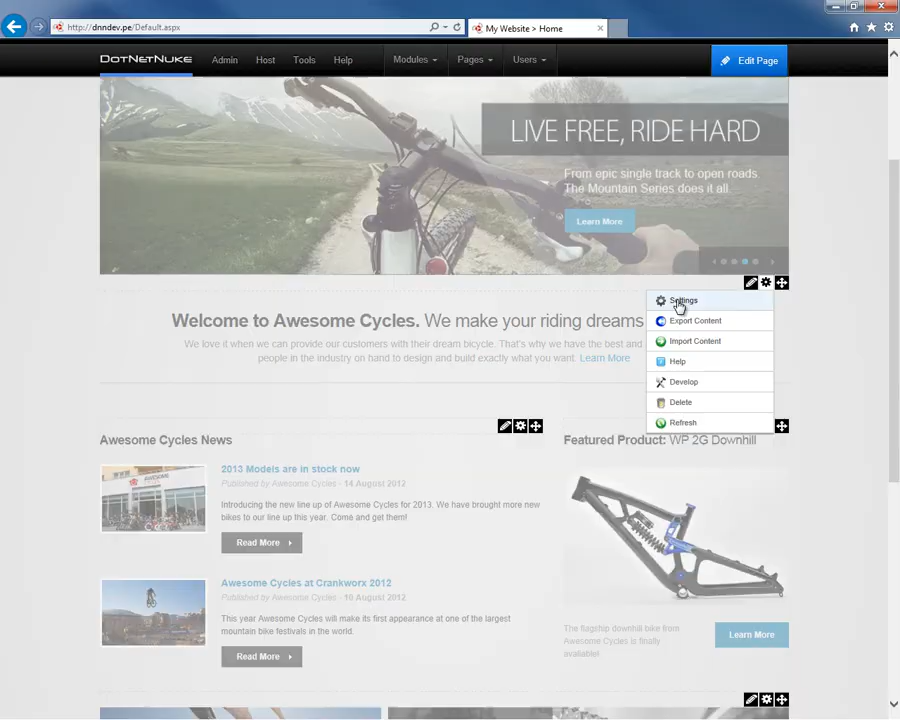 http://dnndev.pe/Default.aspx
My Website > Home
DOTNETNUKE
Admin
Host
Tools
Help
Modules
Pages
Users
Edit Page
LIVE FREE, RIDE HARD
From epic single track to open roads.
The Mountain Series does it all.
Learn More
Settings
Export Content
Import Content
Help
Develop
Delete
Refresh
Welcome to Awesome Cycles. We make your riding dreams
We love it when we can provide our customers with their dream bicycle. That's why we have the best and
people in the industry on hand to design and build exactly what you want. Learn More
Awesome Cycles News
2013 Models are in stock now
Published by Awesome Cycles - 14 August 2012
Introducing the new line up of Awesome Cycles for 2013. We have brought more new
bikes to our line up this year. Come and get them!
Read More
Awesome Cycles at Crankworx 2012
Published by Awesome Cycles - 10 August 2012
This year Awesome Cycles will make its first appearance at one of the largest
mountain bike festivals in the world.
Read More
Featured Product: WP 2G Downhill
The flagship downhill bike from
Awesome Cycles is finally
available!
Learn More